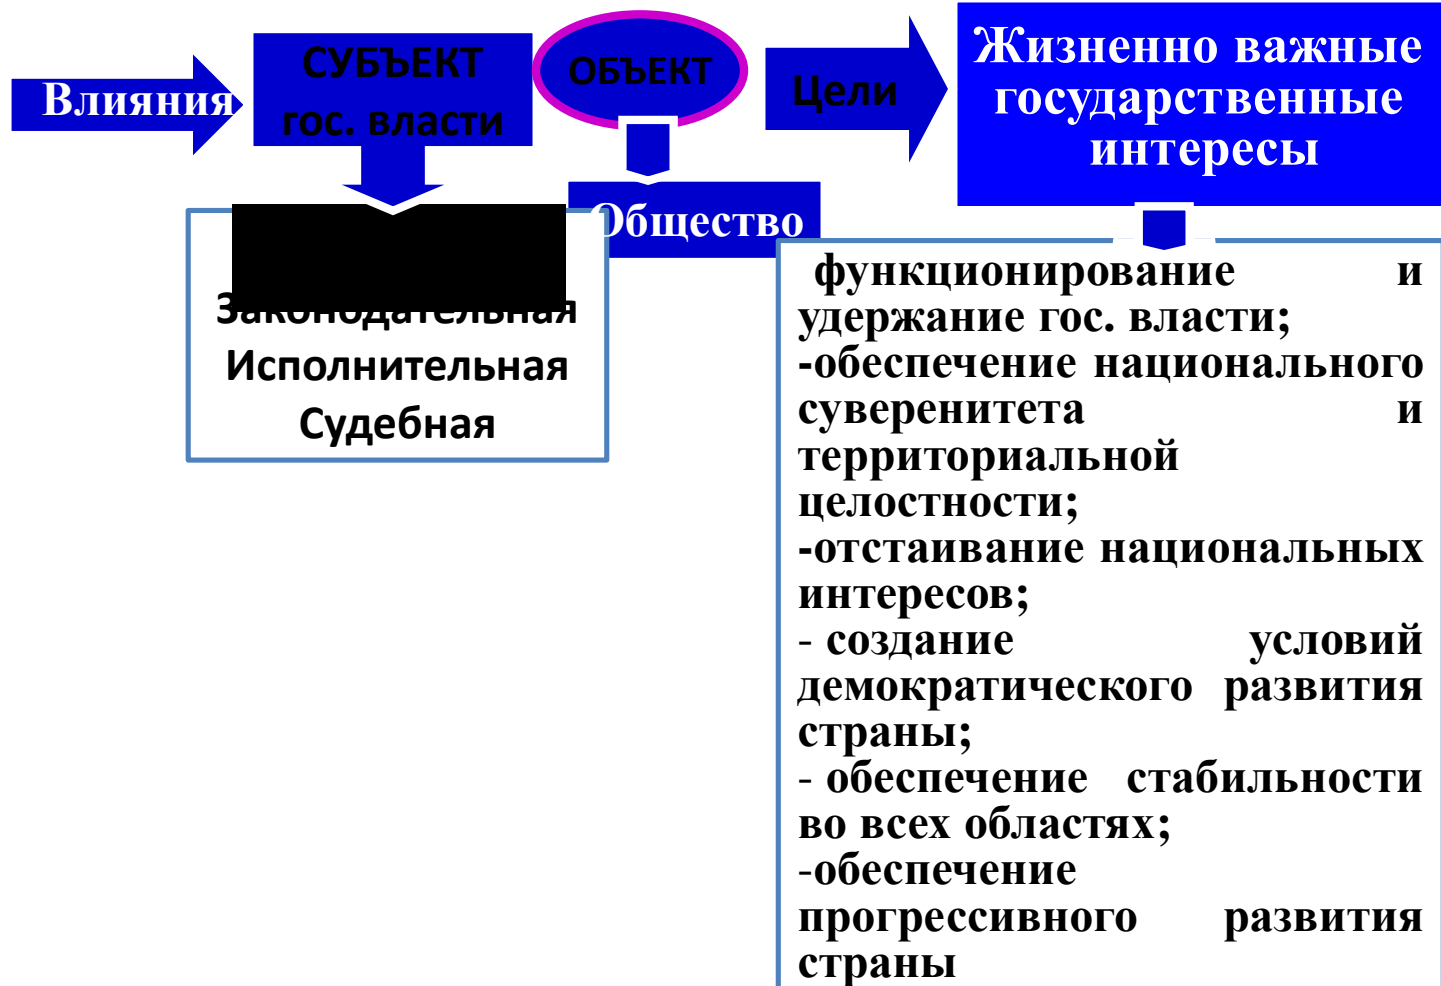 Влияния
СУБЪЕКТ
гос. власти
ОБЪЕКТ
Цели
Жизненно важные
государственные
интересы
Законодательная
Исполнительная
Судебная
Общество
функционирование и
удержание гос. власти;
-обеспечение национального
суверенитета и
территориальной
целостности;
-отстаивание национальных
интересов;
- создание условий
демократического развития
страны;
- обеспечение стабильности
во всех областях;
-обеспечение
прогрессивного развития
страны